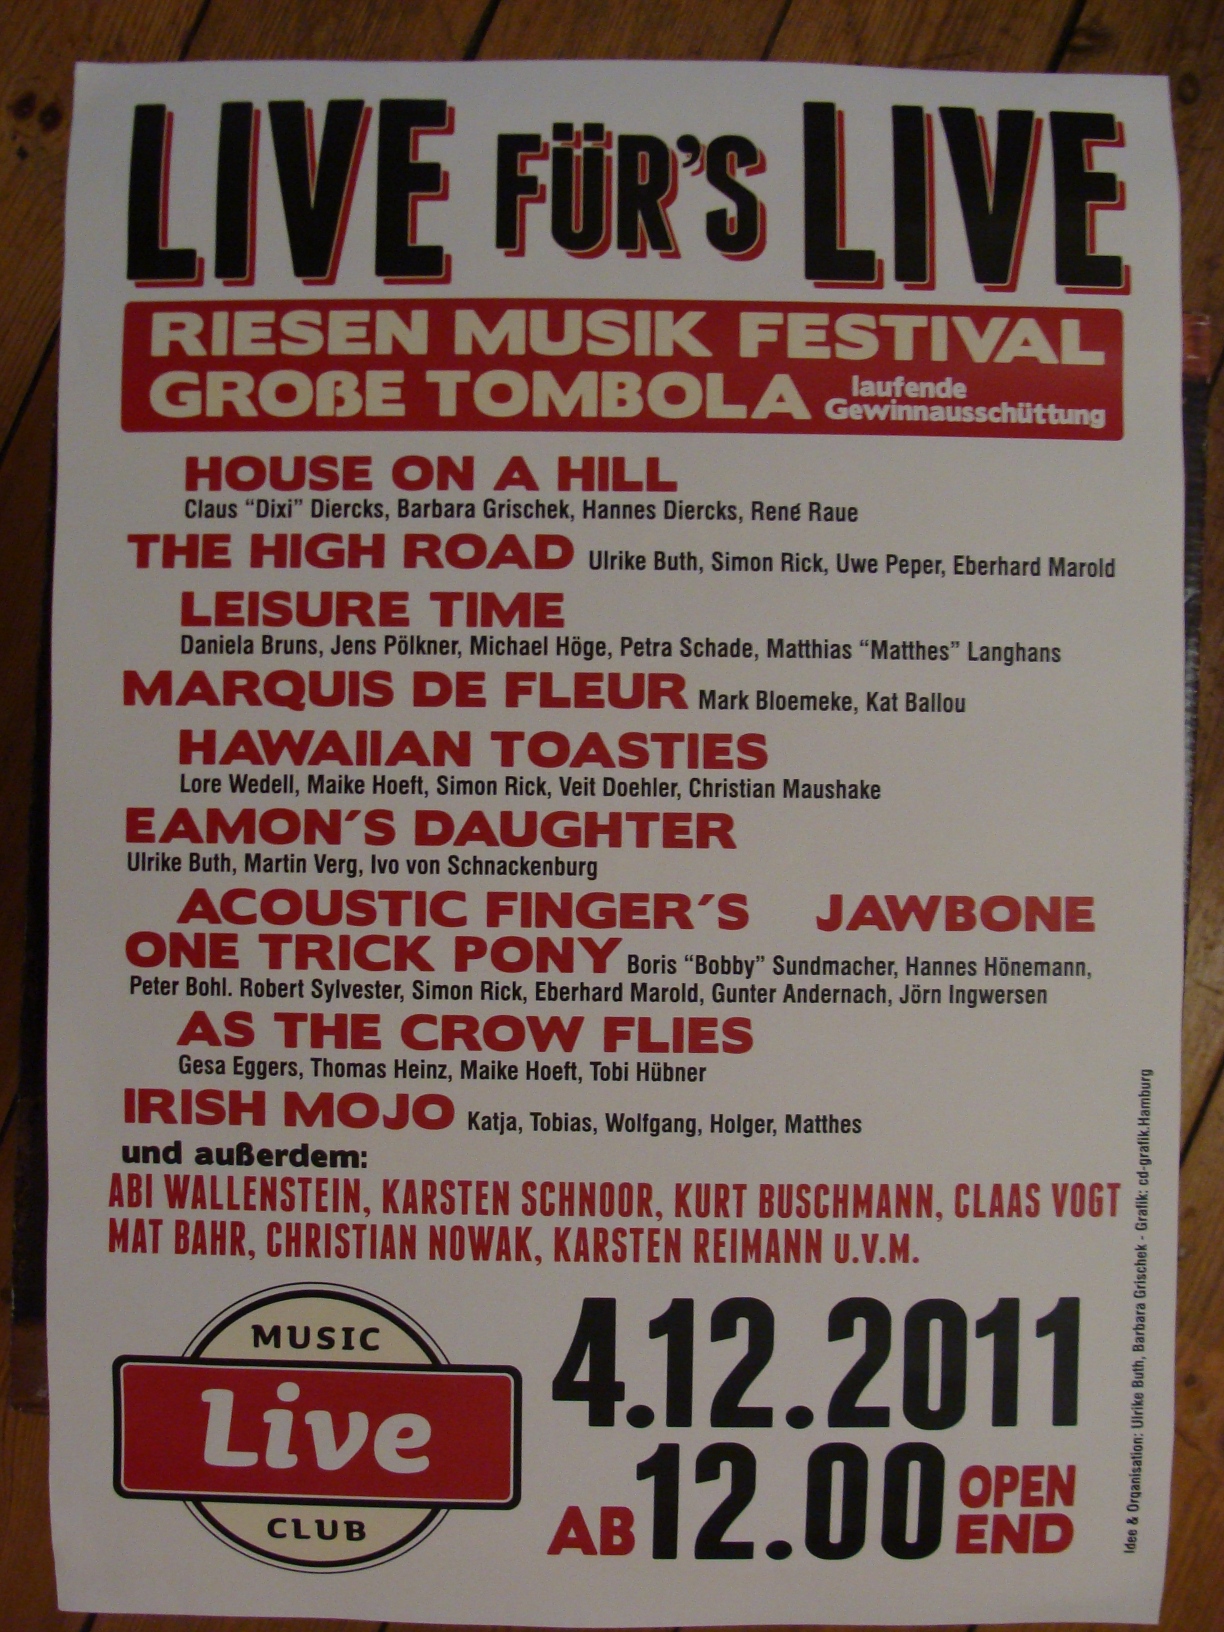 LIVE FÜR'S LIVE
RIESEN MUSIK FESTIVAL
GROßE TOMBOLA laufende
Gewinnausschüttung
HOUSE ON A HILL
Claus "Dixi" Diercks, Barbara Grischek, Hannes Diercks, René Raue
THE HIGH ROAD Ulrike Buth, Simon Rick, Uwe Peper, Eberhard Marold
LEISURE TIME
Daniela Bruns, Jens Pölkner, Michael Höge, Petra Schade, Matthias "Matthes" Langhans
MARQUIS DE FLEUR Mark Bloemeke, Kat Ballou
HAWAIIAN TOASTIES
Lore Wedell, Maike Hoeft, Simon Rick, Veit Doehler, Christian Maushake
EAMON´S DAUGHTER
Ulrike Buth, Martin Verg, Ivo von Schnackenburg
ACOUSTIC FINGER´S JAWBONE
ONE TRICK PONY Boris "Bobby" Sundmacher, Hannes Hönemann,
Peter Bohl. Robert Sylvester, Simon Rick, Eberhard Marold, Gunter Andernach, Jörn Ingwersen
AS THE CROW FLIES
Gesa Eggers, Thomas Heinz, Maike Hoeft, Tobi Hübner
IRISH MOJO Katja, Tobias, Wolfgang, Holger, Matthes
und außerdem:
ABI WALLENSTEIN, KARSTEN SCHNOOR, KURT BUSCHMANN, CLAAS VOGT
MAT BAHR, CHRISTIAN NOWAK, KARSTEN REIMANN U.V.M.
MUSIC
Live
CLUB
4.12.2011
AB 12.00 OPEN
END
Idee & Organisation: Ulrike Buth, Barbara Grischek - Grafik: cd-grafik.Hamburg